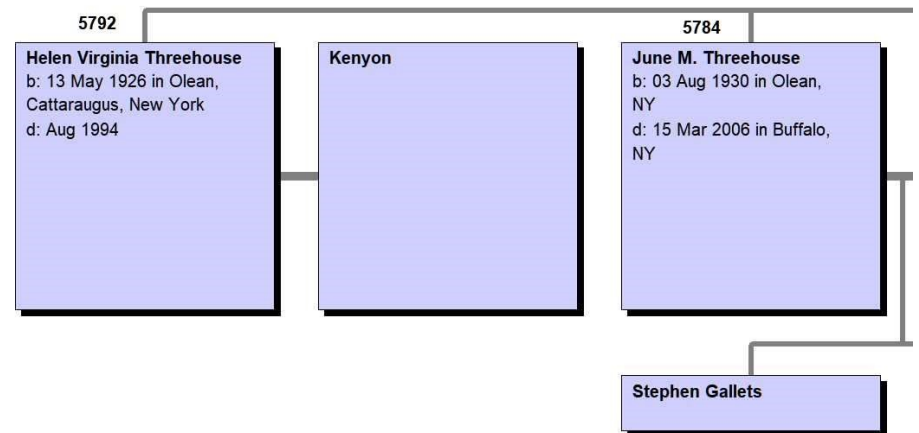 5792
Helen Virginia Threehouse
b: 13 May 1926 in Olean,
Cattaraugus, New York
d: Aug 1994
Kenyon
5784
June M. Threehouse
b: 03 Aug 1930 in Olean,
NY
d: 15 Mar 2006 in Buffalo,
NY
Stephen Gallets